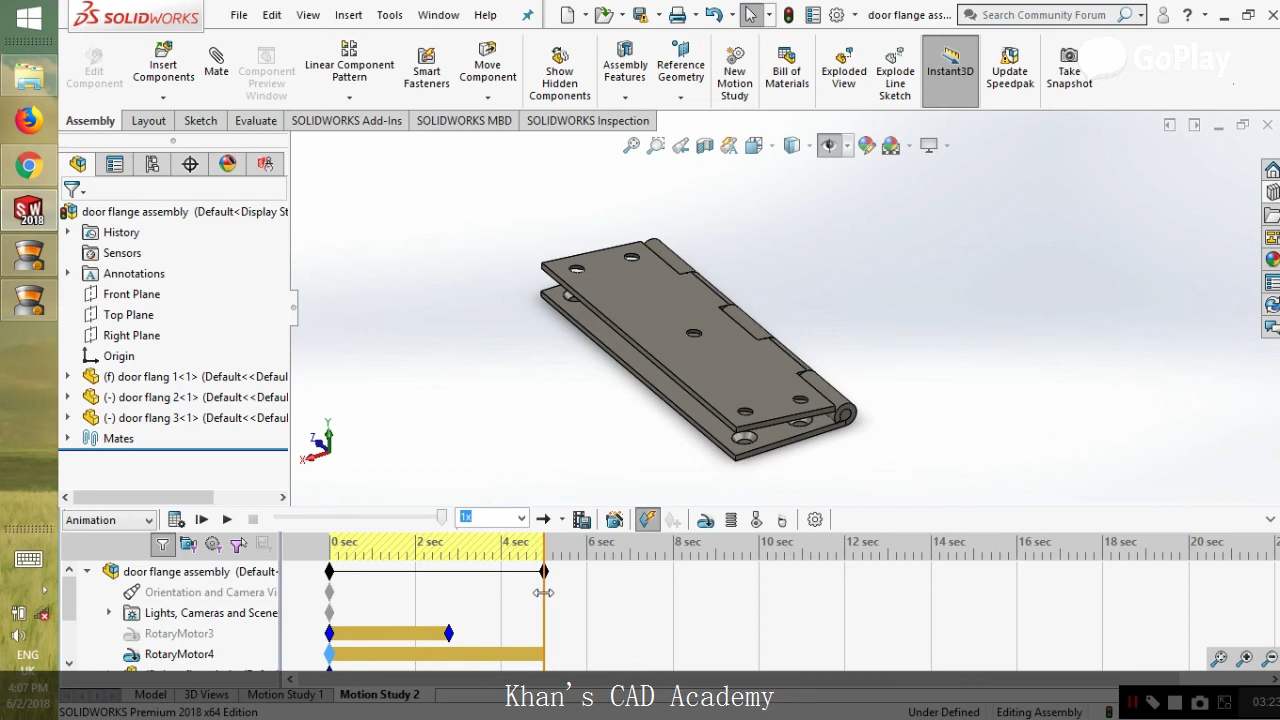 3S SOLIDWORKS
File Edit View Insert Tools Window Help
door flange ass...
Search Community Forum
Edit Component
Insert Components
Mate
Component Preview Window
Linear Component Pattern
Smart Fasteners
Move Component
Show Hidden Components
Assembly Features
Reference Geometry
New Motion Study
Bill of Materials
Exploded View
Explode Line Sketch
Instant3D
Update Speedpak
Take Snapshot
GoPlay
Assembly Layout Sketch Evaluate SOLIDWORKS Add-Ins SOLIDWORKS MBD SOLIDWORKS Inspection
SW
2018
door flange assembly (Default<Display St
History
Sensors
Annotations
Front Plane
Top Plane
Right Plane
Origin
(f) door flang 1<1> (Default<<Defaul
(-) door flang 2<1> (Default<<Defaul
(-) door flang 3<1> (Default<<Defaul
Mates
Y
Z
X
Animation
1x
0 sec 2 sec 4 sec 6 sec 8 sec 10 sec 12 sec 14 sec 16 sec 18 sec 20 sec
door flange assembly (Default-
Orientation and Camera Vi
Lights, Cameras and Scene
RotaryMotor3
RotaryMotor4
ENG
UK
4:07 PM
6/2/2018
Model 3D Views Motion Study 1 Motion Study 2
Khan's CAD Academy
SOLIDWORKS Premium 2018 x64 Edition
Under Defined
Editing Assembly
03:23